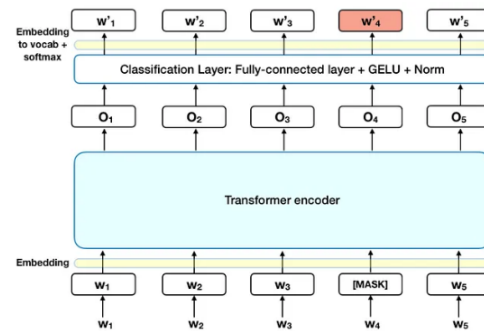 Embedding
to vocab +
softmax
w'₁ w'₂ w'₃ w'₄ w'₅
Classification Layer: Fully-connected layer + GELU + Norm
O₁ O₂ O₃ O₄ O₅
Transformer encoder
Embedding
W₁ W₂ W₃ [MASK] W₅
W₁ W₂ W₃ W₄ W₅